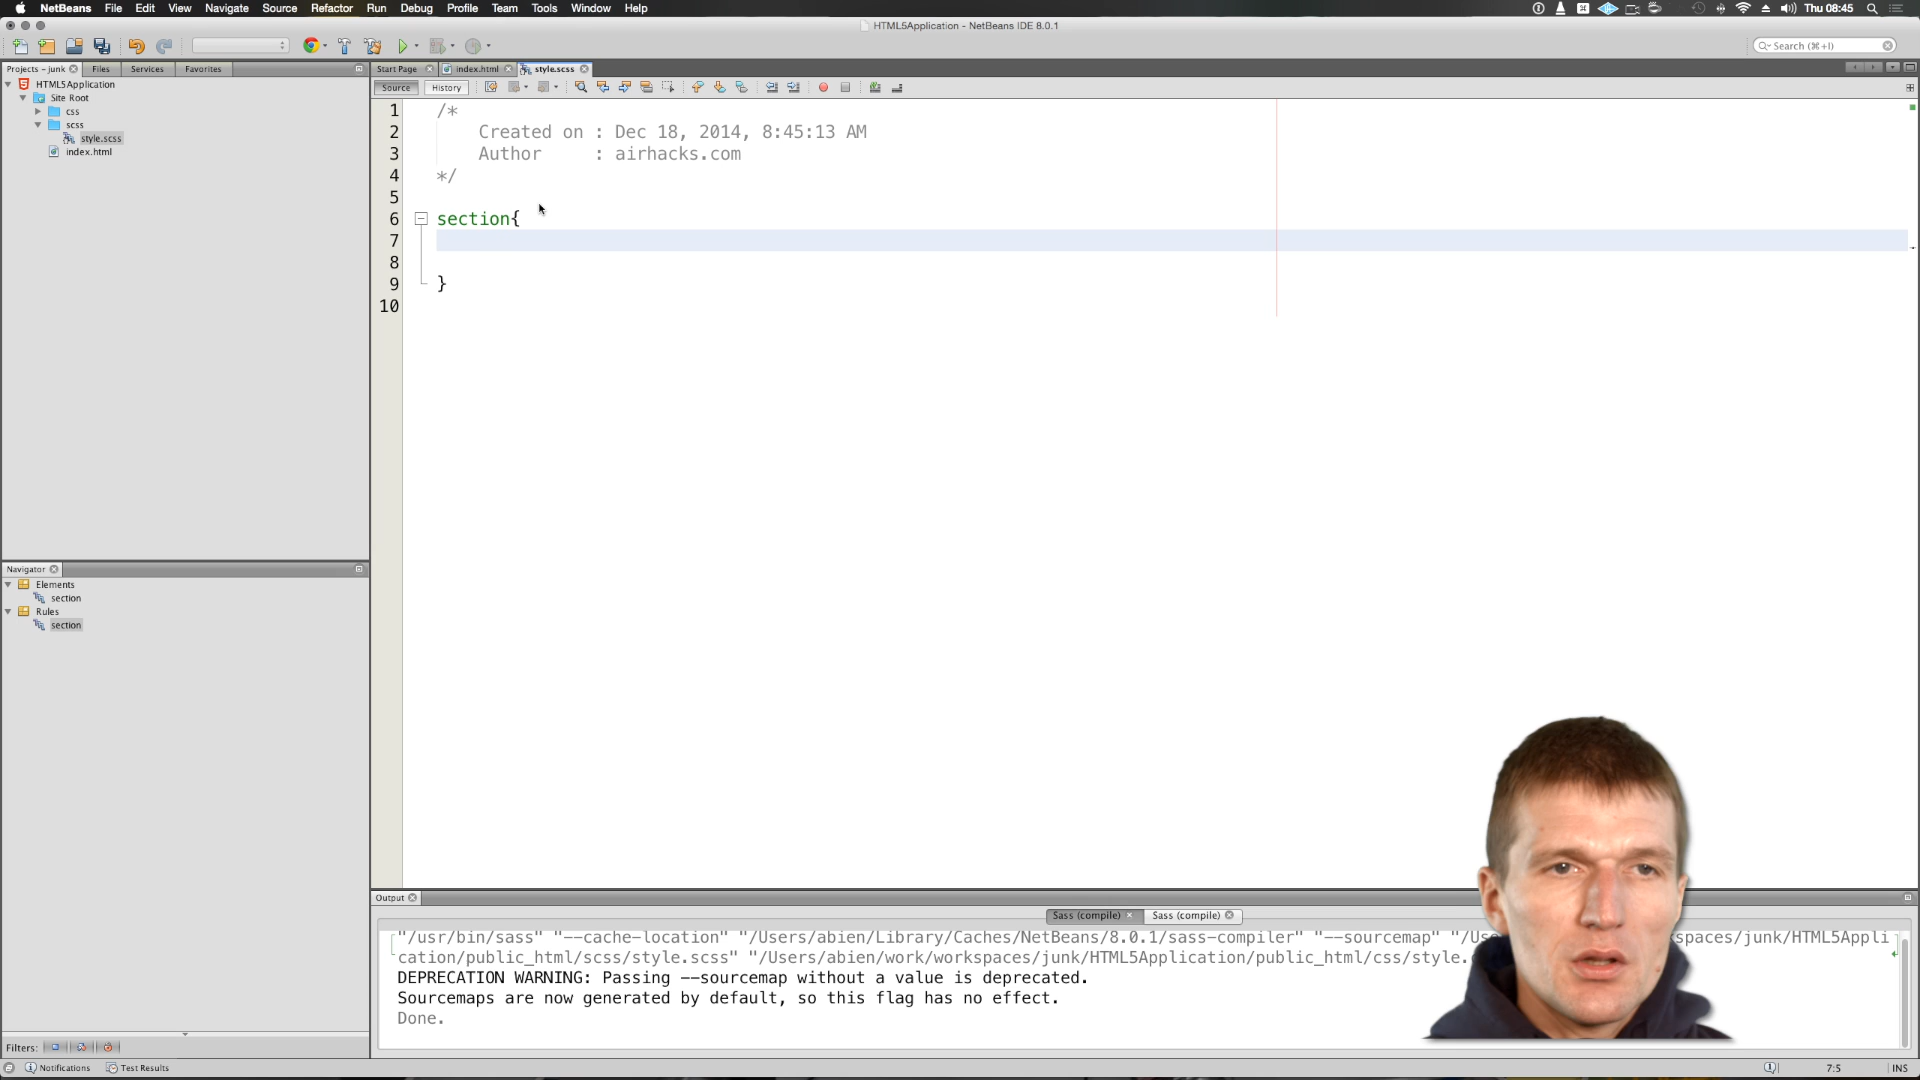 NetBeans File Edit View Navigate Source Refactor Run Debug Profile Team Tools Window Help Thu 08:45
HTML5Application - NetBeans IDE 8.0.1
Search (⌘+I)
Projects – junk Files Services Favorites
Start Page index.html style.scss
Source History
HTML5Application
Site Root
css
scss
style.scss
index.html
1 /*
2 Created on : Dec 18, 2014, 8:45:13 AM
3 Author : airhacks.com
4 */
5
6 section{
7
8
9 }
10
Navigator
Elements
section
Rules
section
Output
Sass (compile) Sass (compile)
"/usr/bin/sass" "--cache-location" "/Users/abien/Library/Caches/NetBeans/8.0.1/sass-compiler" "--sourcemap" "/Us spaces/junk/HTML5Appli
cation/public_html/scss/style.scss" "/Users/abien/work/workspaces/junk/HTML5Application/public_html/css/style.
DEPRECATION WARNING: Passing --sourcemap without a value is deprecated.
Sourcemaps are now generated by default, so this flag has no effect.
Done.
Filters:
Notifications Test Results
7:5 INS